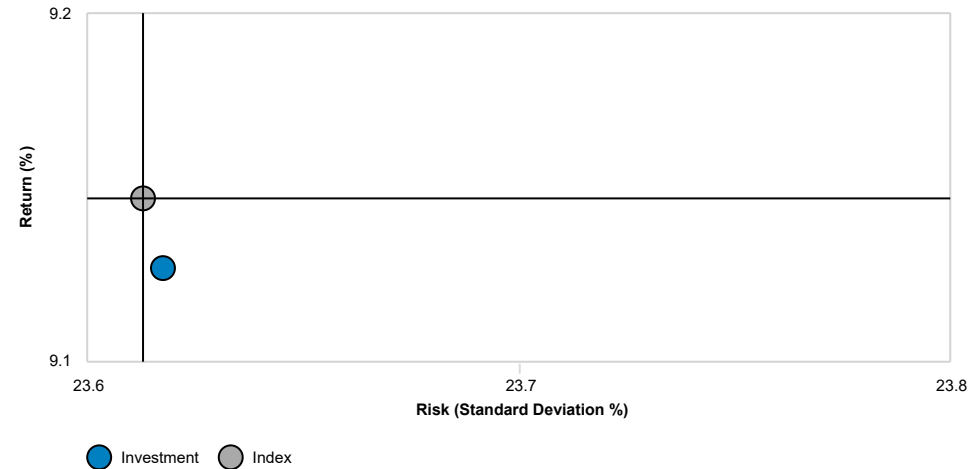 9.2
Return (%)
9.1
23.6 23.7 23.8
Risk (Standard Deviation %)
Investment Index